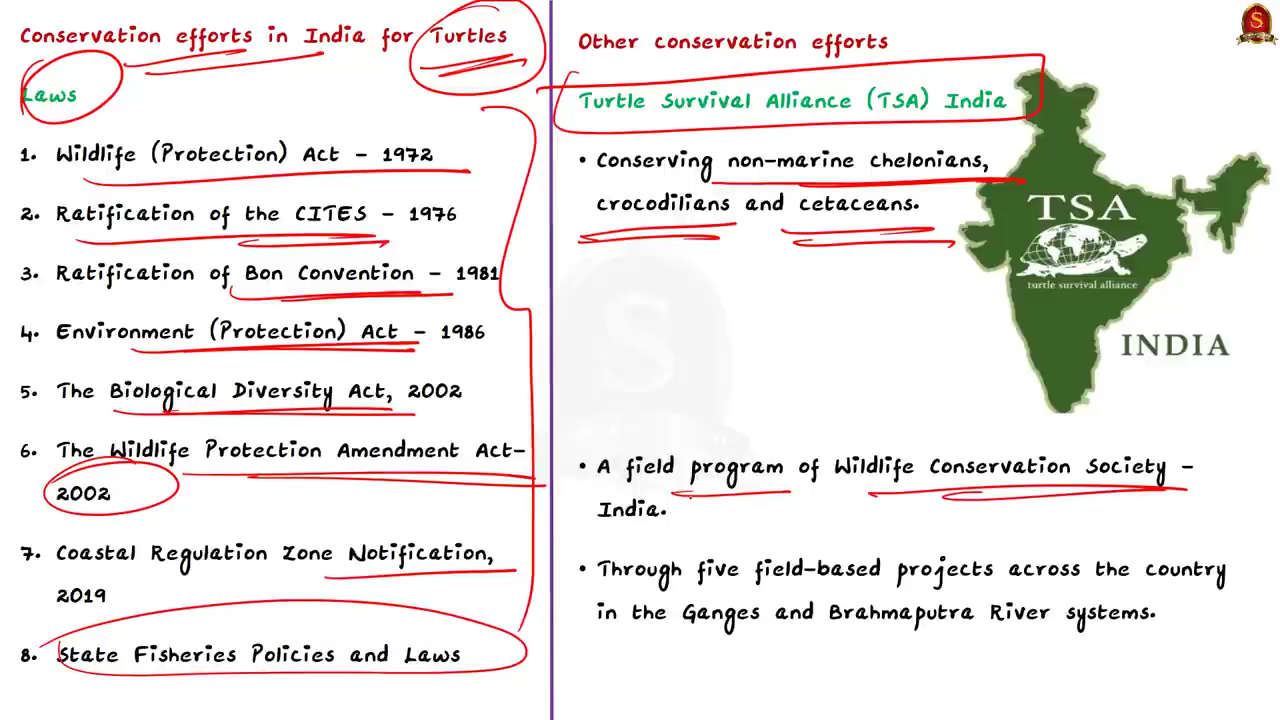 Conservation efforts in India for Turtles
Laws
1. Wildlife (Protection) Act - 1972
2. Ratification of the CITES - 1976
3. Ratification of Bon Convention - 1981
4. Environment (Protection) Act - 1986
5. The Biological Diversity Act, 2002
6. The Wildlife Protection Amendment Act-
2002
7. Coastal Regulation Zone Notification,
2019
8. State Fisheries Policies and Laws
Other conservation efforts
Turtle Survival Alliance (TSA) India
• Conserving non-marine chelonians,
crocodilians and cetaceans.
TSA
turtle survival alliance
INDIA
• A field program of Wildlife Conservation Society -
India.
• Through five field-based projects across the country
in the Ganges and Brahmaputra River systems.
S